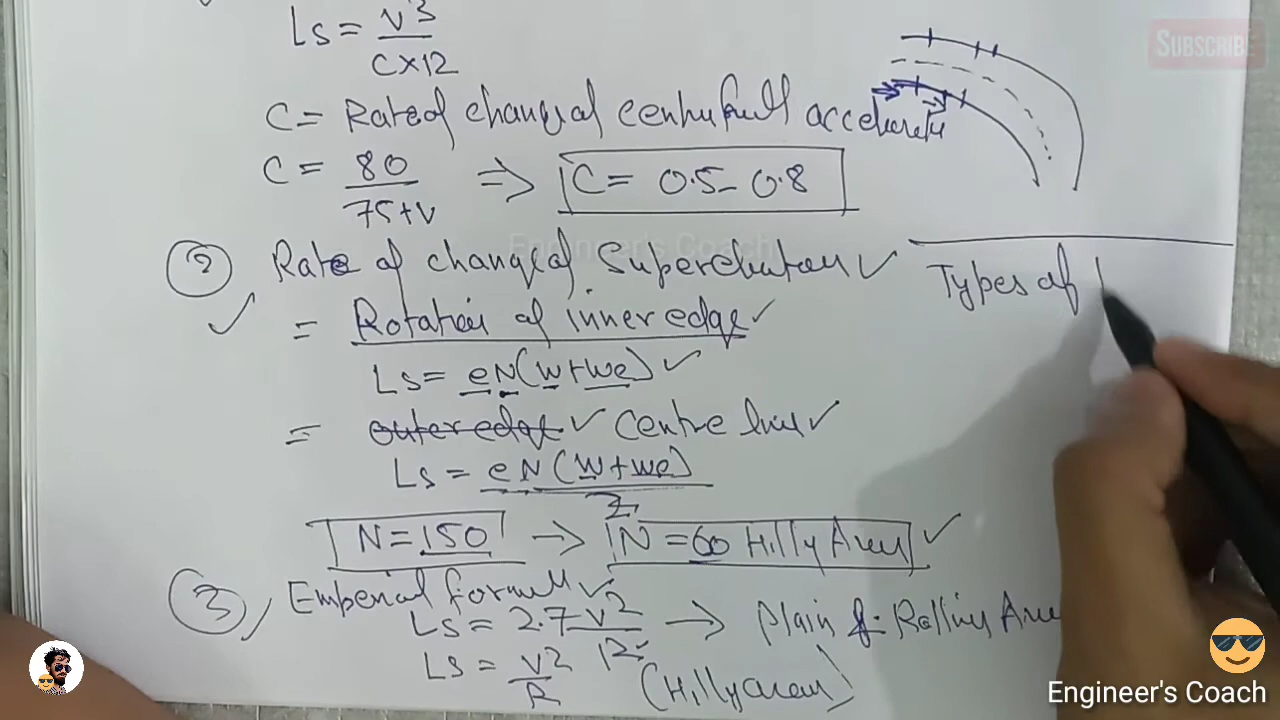 Ls = v3
C×12
C = Rate of change of centrifugal acceleration
C = 80
75+v
=> C = 0.5 - 0.8
② Rate of change of Superelevation ✓
✓ = Rotation of inner edge ✓
Ls = eN(w+we) ✓
= outer edge ✓ centre line ✓
Ls = eN(w+we)
2
N = 150 → N = 60 Hilly Area ✓
③ Emperical formula ✓
Ls = 2.7 v2 → Plain & Rolling Area
R
Ls = v2
R
(Hilly area)
Types of
SUBSCRIBE
Engineer's Coach
Engineer's Coach